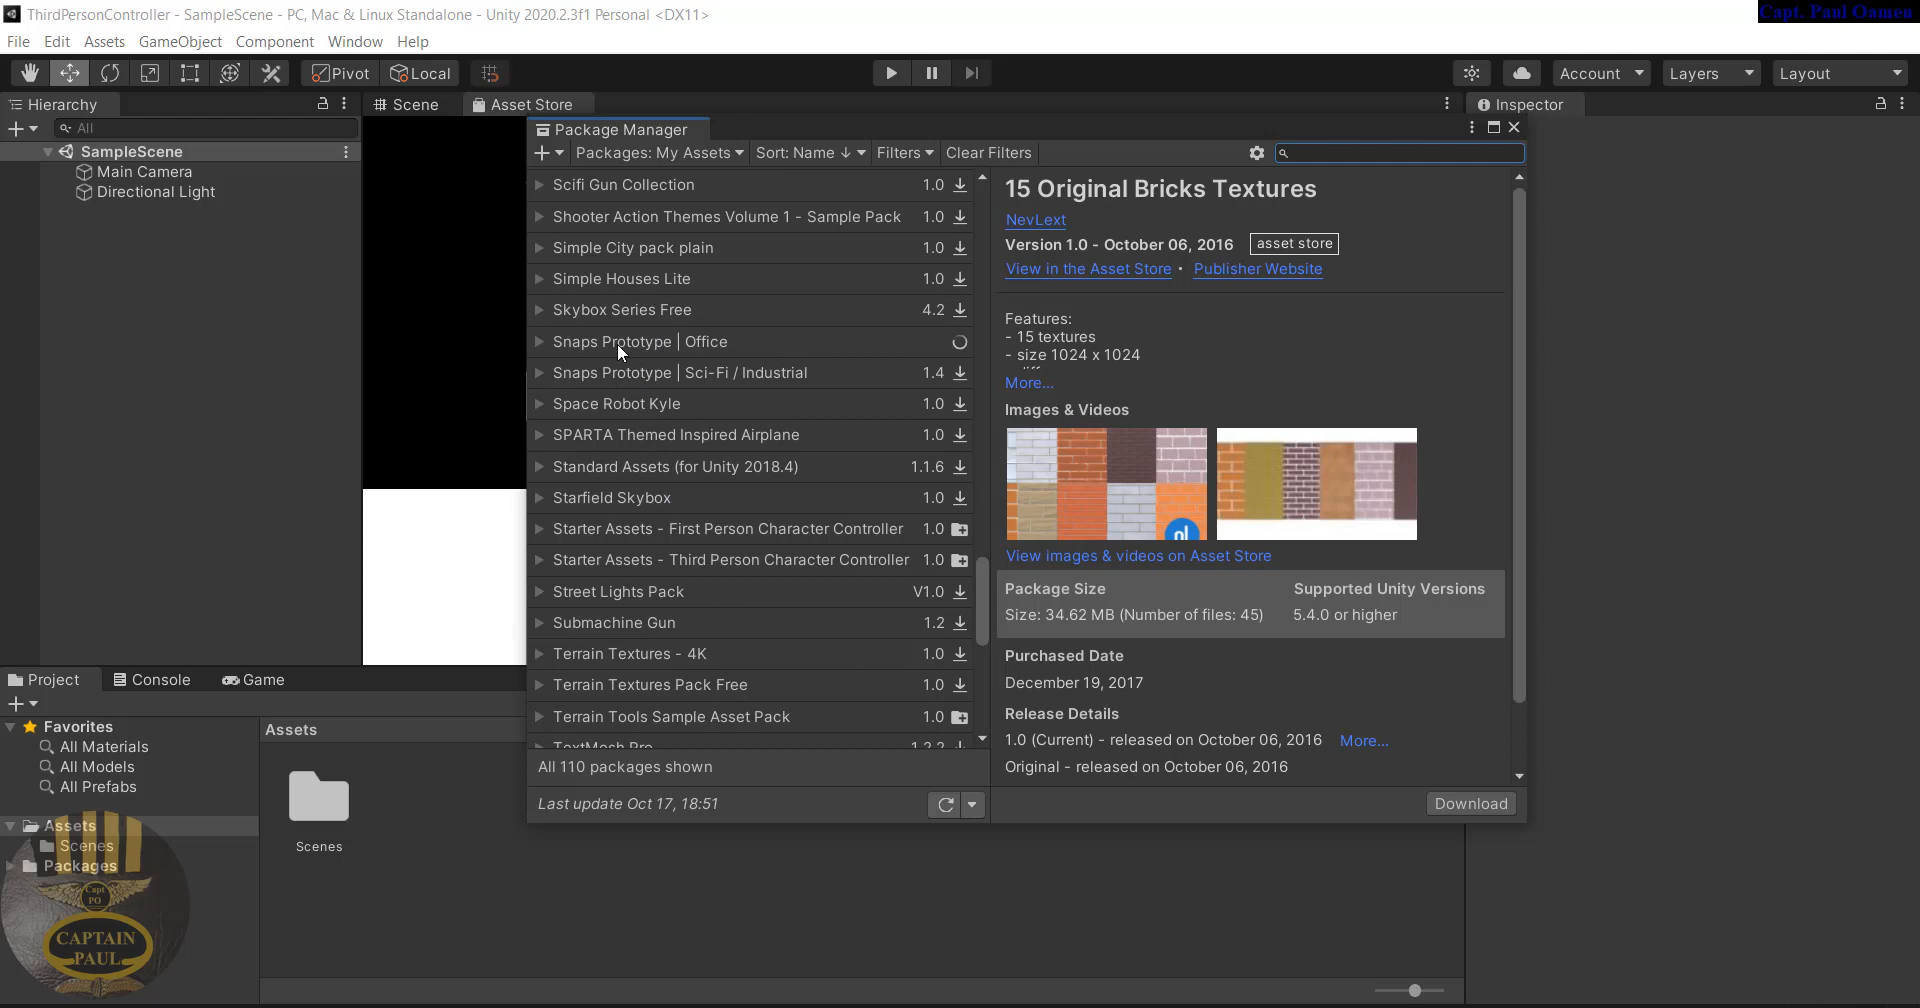 ThirdPersonController - SampleScene - PC, Mac & Linux Standalone - Unity 2020.2.3f1 Personal <DX11>
Capt. Paul Oamen
File Edit Assets GameObject Component Window Help
Pivot Local
Account Layers Layout
Hierarchy
Scene Asset Store
Inspector
All
SampleScene
Main Camera
Directional Light
Package Manager
Packages: My Assets Sort: Name ↓ Filters Clear Filters
Scifi Gun Collection 1.0
Shooter Action Themes Volume 1 - Sample Pack 1.0
Simple City pack plain 1.0
Simple Houses Lite 1.0
Skybox Series Free 4.2
Snaps Prototype | Office
Snaps Prototype | Sci-Fi / Industrial 1.4
Space Robot Kyle 1.0
SPARTA Themed Inspired Airplane 1.0
Standard Assets (for Unity 2018.4) 1.1.6
Starfield Skybox 1.0
Starter Assets - First Person Character Controller 1.0
Starter Assets - Third Person Character Controller 1.0
Street Lights Pack V1.0
Submachine Gun 1.2
Terrain Textures - 4K 1.0
Terrain Textures Pack Free 1.0
Terrain Tools Sample Asset Pack 1.0
TextMesh Pro 1.2.2
All 110 packages shown
Last update Oct 17, 18:51
15 Original Bricks Textures
NevLext
Version 1.0 - October 06, 2016 asset store
View in the Asset Store • Publisher Website
Features:
- 15 textures
- size 1024 x 1024
More...
Images & Videos
nl
View images & videos on Asset Store
Package Size Supported Unity Versions
Size: 34.62 MB (Number of files: 45) 5.4.0 or higher
Purchased Date
December 19, 2017
Release Details
1.0 (Current) - released on October 06, 2016 More...
Original - released on October 06, 2016
Download
Project Console Game
Favorites
All Materials
All Models
All Prefabs
Assets
Scenes
Packages
Assets
Scenes
Capt
PO
CAPTAIN
PAUL